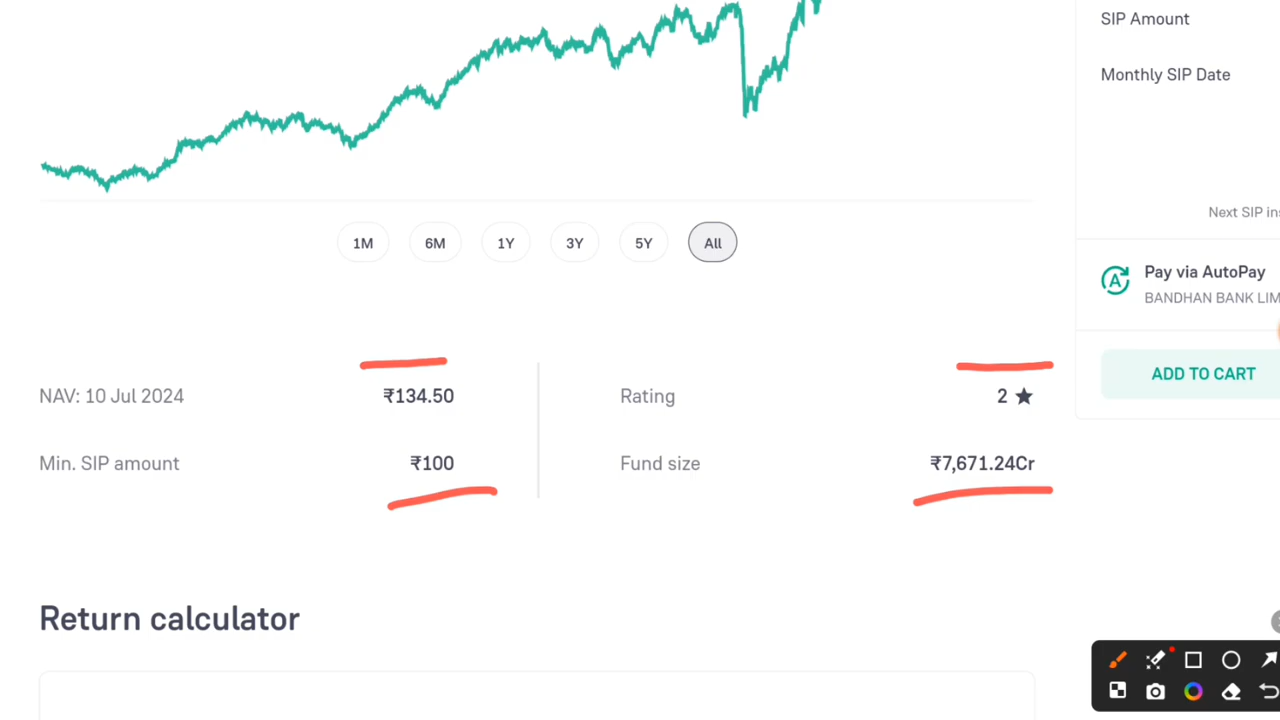 SIP Amount
Monthly SIP Date
1M 6M 1Y 3Y 5Y All
Next SIP
Pay via AutoPay
BANDHAN BANK
ADD TO CART
NAV: 10 Jul 2024 ₹134.50
Rating 2 ★
Min. SIP amount ₹100
Fund size ₹7,671.24Cr
Return calculator